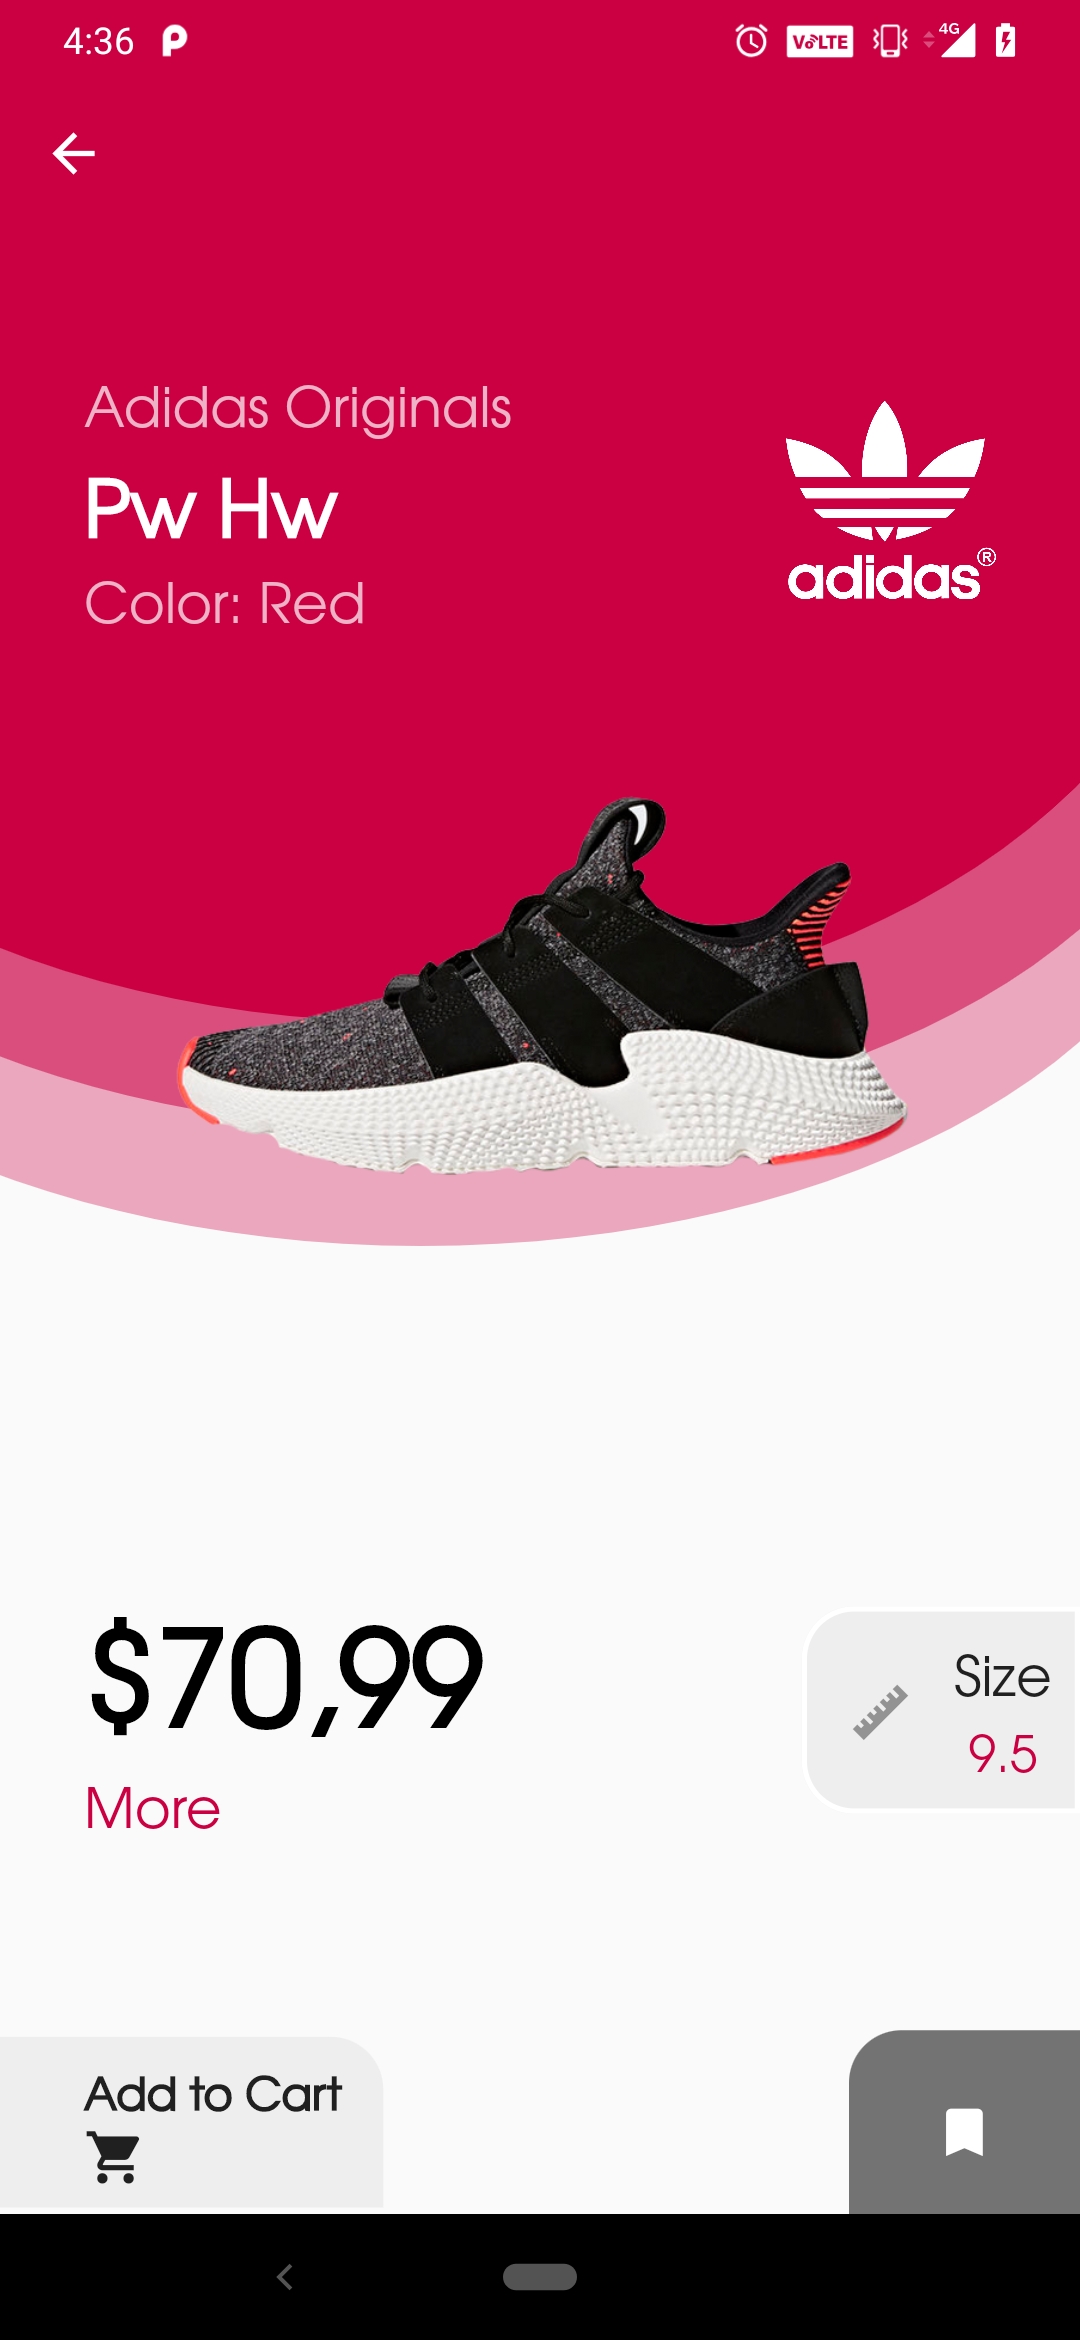 4:36
VoLTE
4G
Adidas Originals
Pw Hw
Color: Red
adidas®
$70,99
More
Size
9.5
Add to Cart